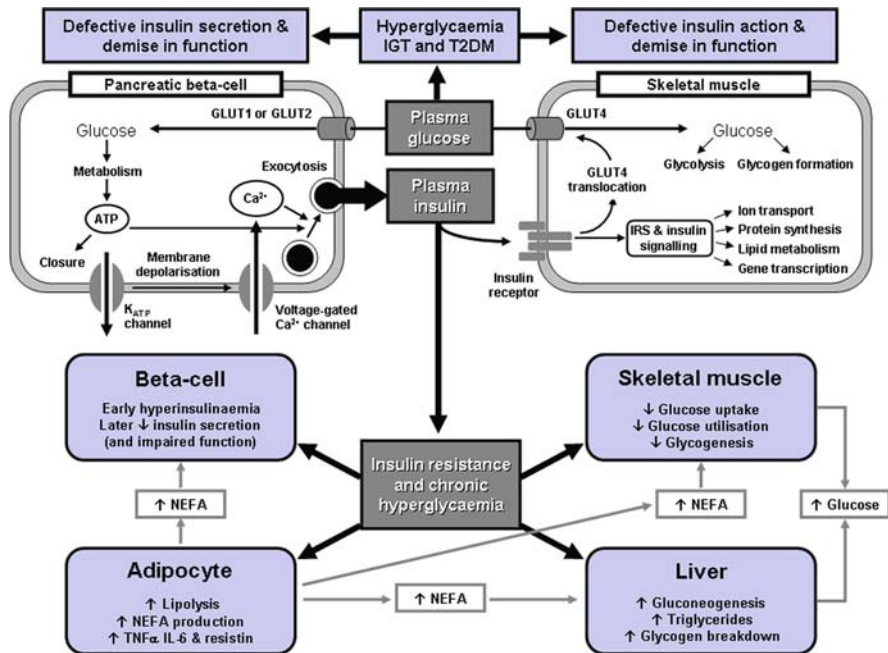 Defective insulin secretion &
demise in function
Hyperglycaemia
IGT and T2DM
Defective insulin action &
demise in function
Pancreatic beta-cell
Skeletal muscle
GLUT1 or GLUT2
Glucose
Metabolism
ATP
Closure
Membrane
depolarisation
K_ATP
channel
Ca²⁺
Exocytosis
Voltage-gated
Ca²⁺ channel
Plasma
glucose
Plasma
insulin
GLUT4
Glucose
Glycolysis
Glycogen formation
GLUT4
translocation
Insulin
receptor
IRS & insulin
signalling
Ion transport
Protein synthesis
Lipid metabolism
Gene transcription
Beta-cell
Early hyperinsulinaemia
Later ↓ insulin secretion
(and impaired function)
Skeletal muscle
↓ Glucose uptake
↓ Glucose utilisation
↓ Glycogenesis
Insulin resistance
and chronic
hyperglycaemia
↑ NEFA
↑ NEFA
↑ Glucose
Adipocyte
↑ Lipolysis
↑ NEFA production
↑ TNFα IL-6 & resistin
↑ NEFA
Liver
↑ Gluconeogenesis
↑ Triglycerides
↑ Glycogen breakdown